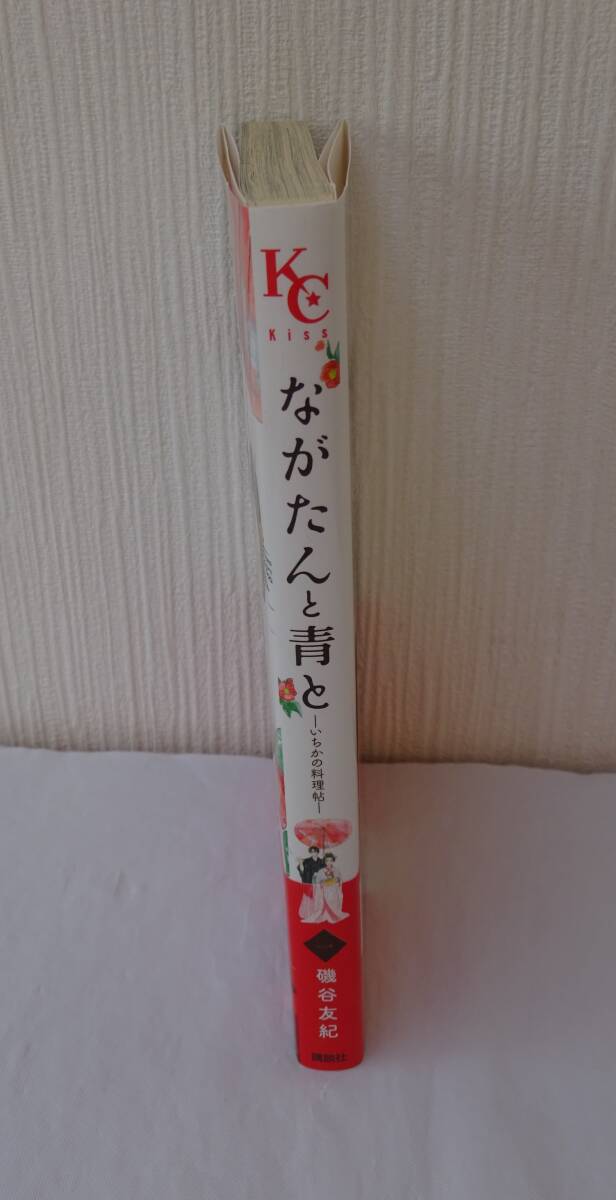 KC
Kiss
ながたんと青と
―いちかの料理帖―
磯谷友紀
講談社